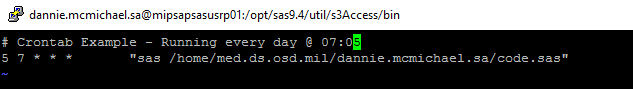 dannie.mcmichael.sa@mipsapsasusrp01:/opt/sas9.4/util/s3Access/bin
# Crontab Example - Running every day @ 07:05
5 7 * * *       "sas /home/med.ds.osd.mil/dannie.mcmichael.sa/code.sas"
~